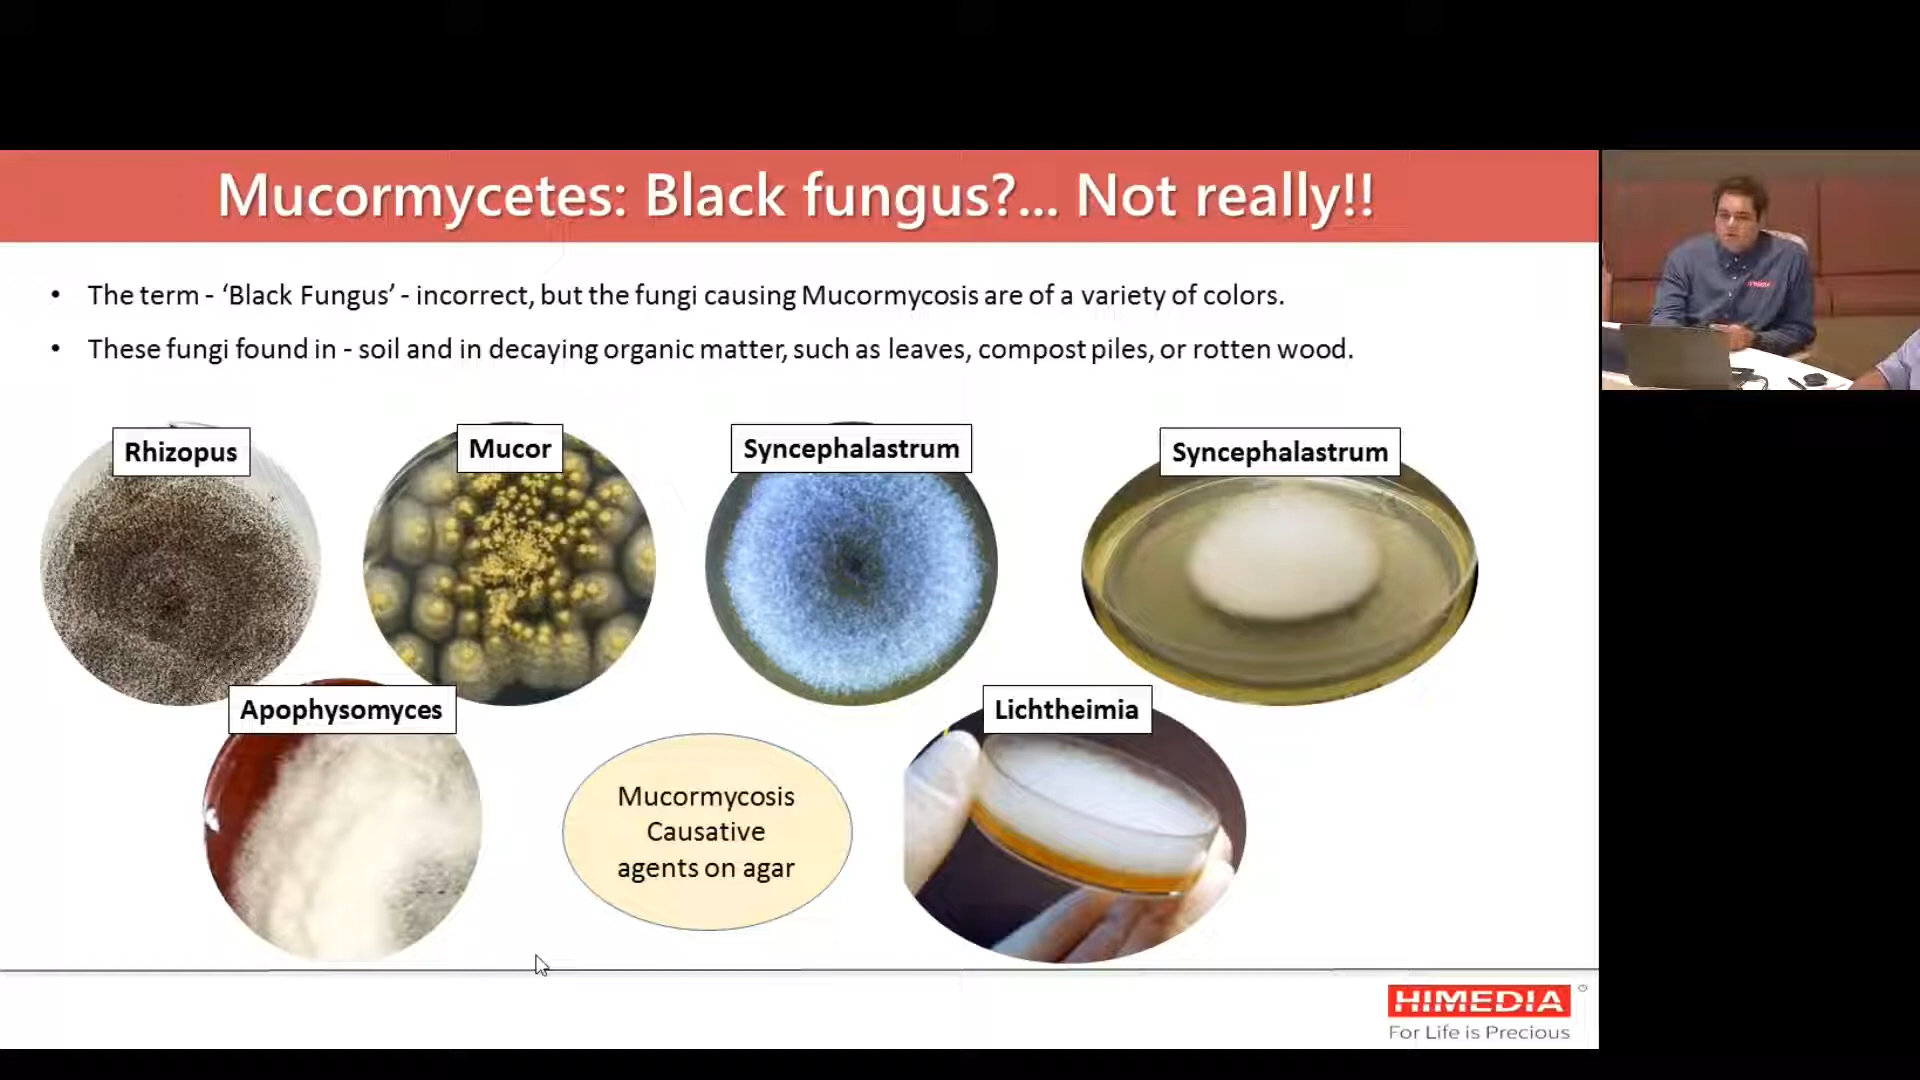 Mucormycetes: Black fungus?... Not really!!
• The term - ‘Black Fungus’ - incorrect, but the fungi causing Mucormycosis are of a variety of colors.
• These fungi found in - soil and in decaying organic matter, such as leaves, compost piles, or rotten wood.
Rhizopus
Mucor
Syncephalastrum
Syncephalastrum
Apophysomyces
Lichtheimia
Mucormycosis
Causative
agents on agar
HIMEDIA
For Life is Precious